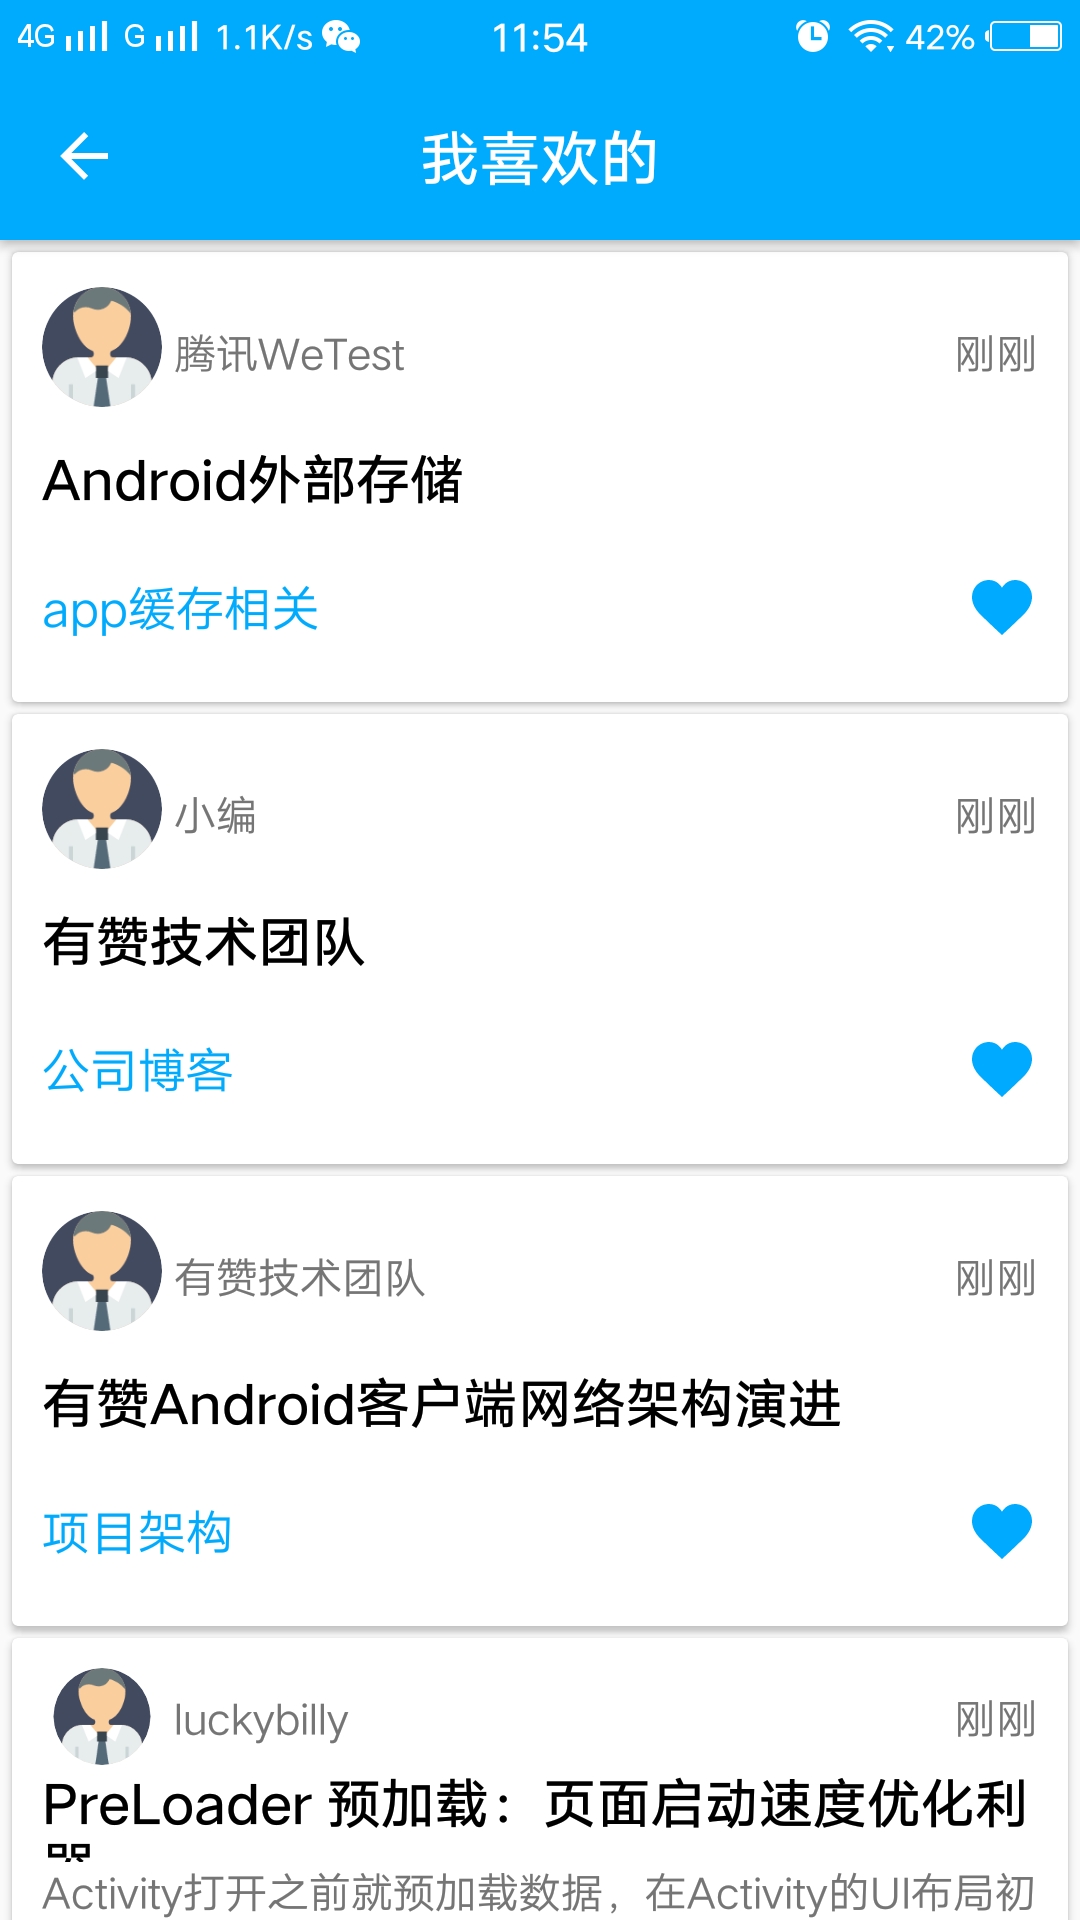 4G G 1.1K/s 11:54 42%
我喜欢的
腾讯WeTest 刚刚
Android外部存储
app缓存相关
小编 刚刚
有赞技术团队
公司博客
有赞技术团队 刚刚
有赞Android客户端网络架构演进
项目架构
luckybilly 刚刚
PreLoader 预加载：页面启动速度优化利
Activity打开之前就预加载数据，在Activity的UI布局初